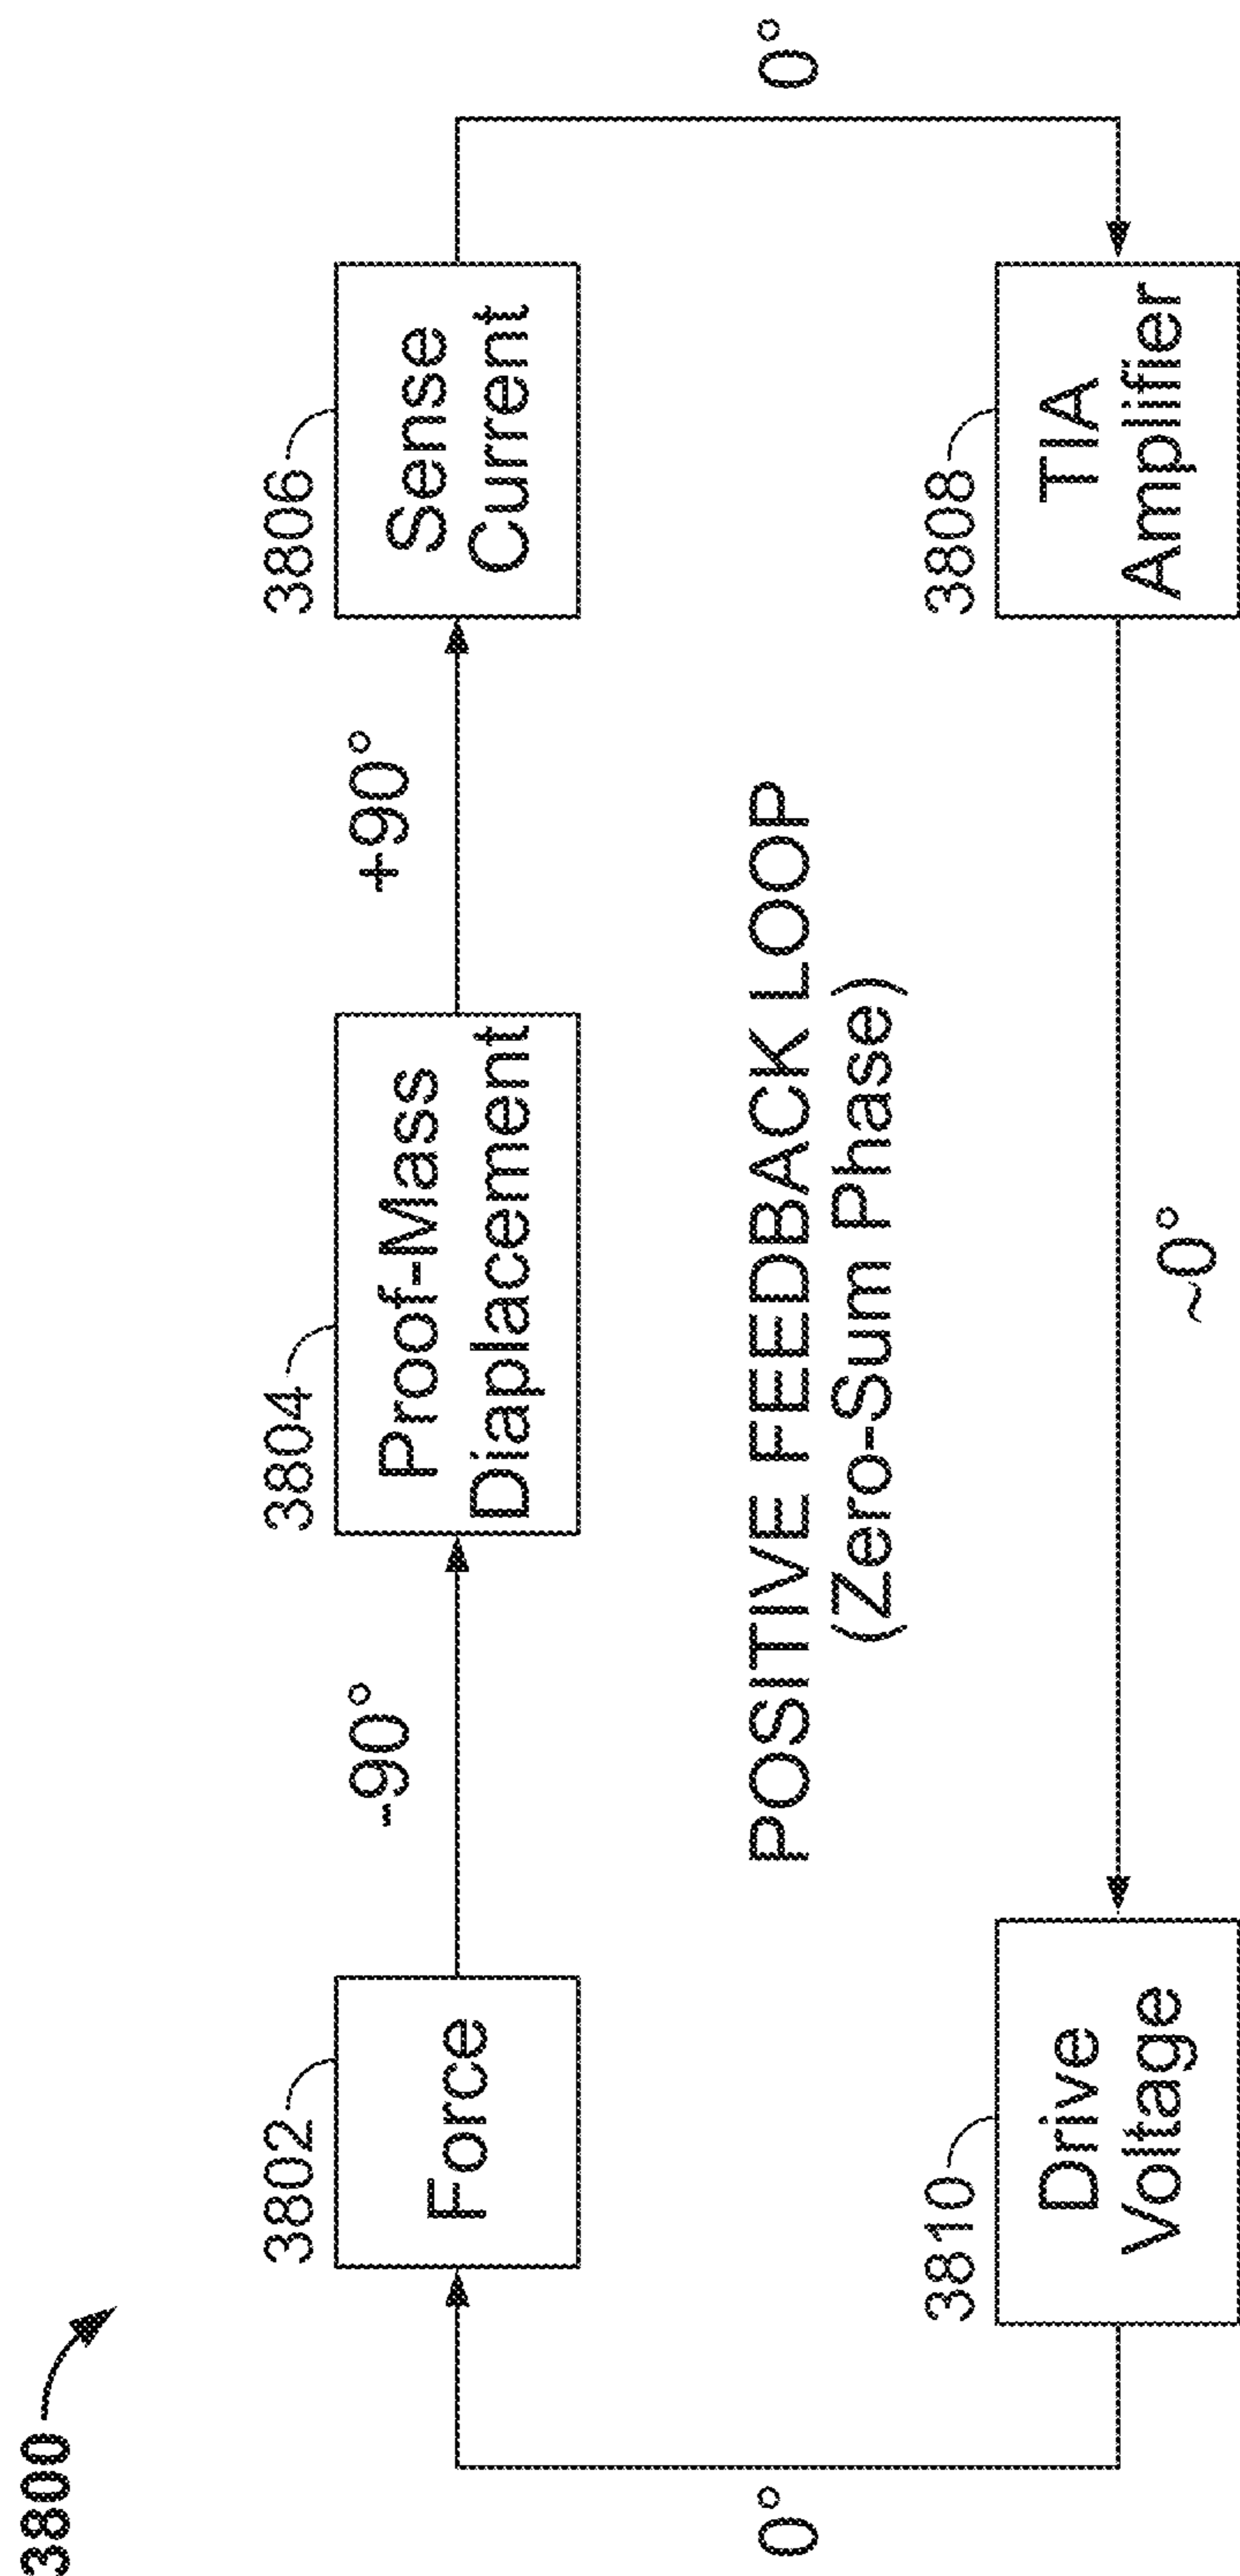 3800
3802
Force
-90°
3804
Proof-Mass
Diaplacement
+90°
3806
Sense
Current
0°
POSITIVE FEEDBACK LOOP
(Zero-Sum Phase)
0°
3810
Drive
Voltage
~0°
3808
TIA
Amplifier